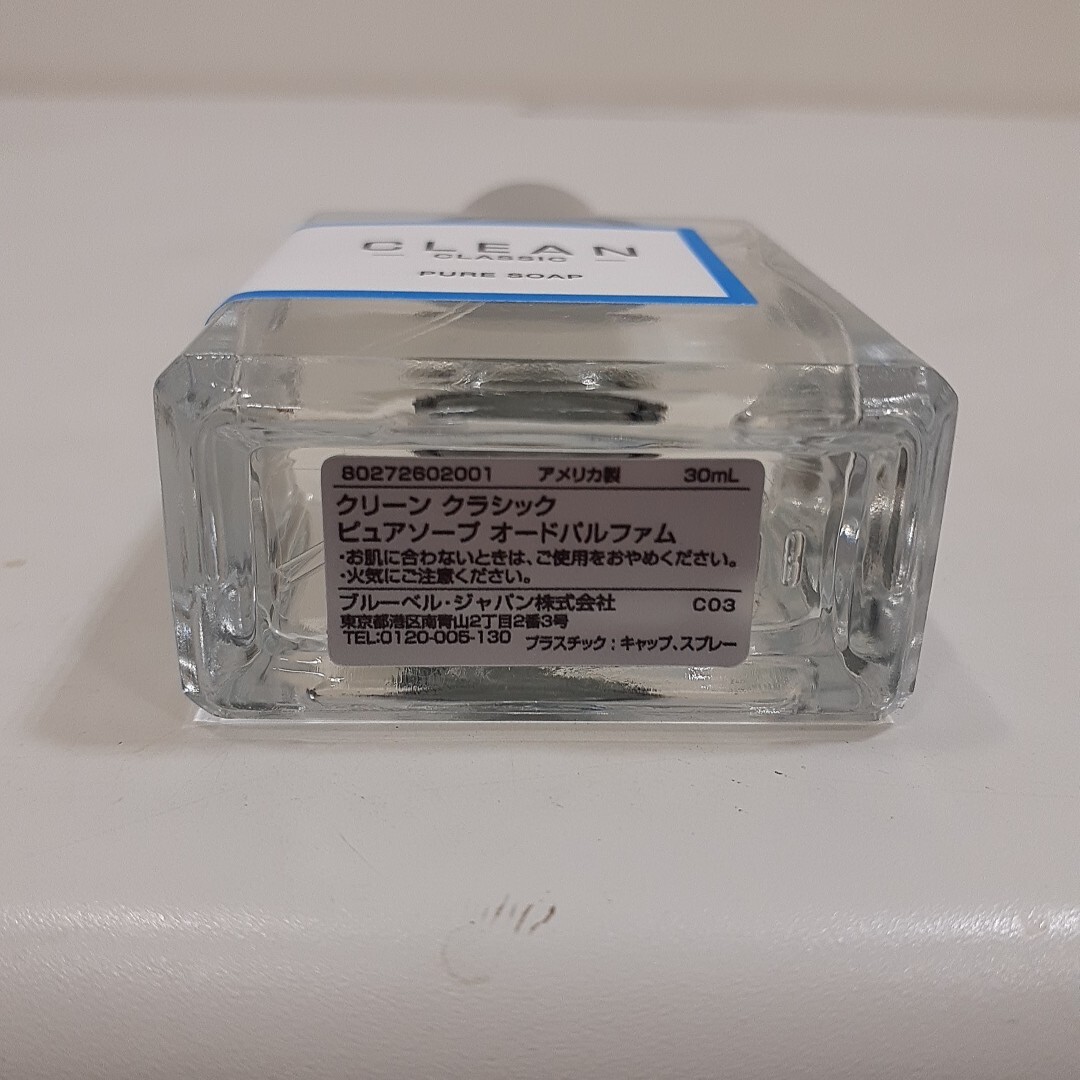 CLEAN
CLASSIC
PURE SOAP
80272602001 アメリカ製 30mL
クリーン クラシック
ピュアソープ オードパルファム
・お肌に合わないときは、ご使用をおやめください。
・火気にご注意ください。
ブルーベル・ジャパン株式会社 C03
東京都港区南青山2丁目2番3号
TEL:0120-005-130 プラスチック:キャップ、スプレー